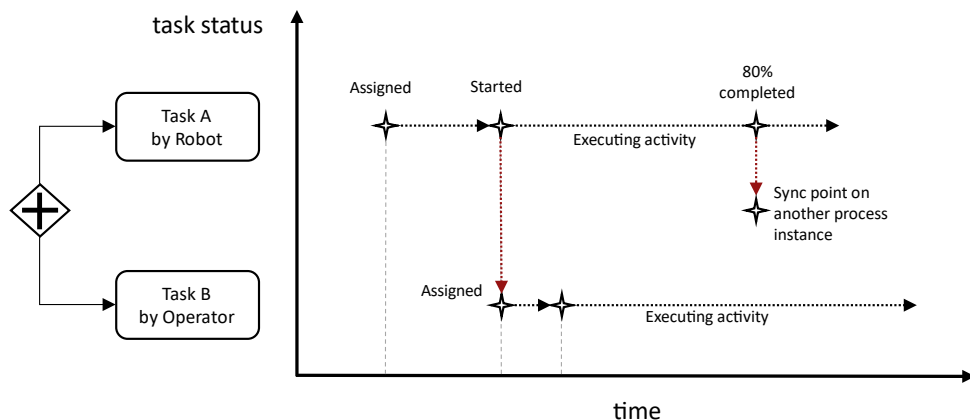 task status
Task A
by Robot
Task B
by Operator
Assigned
Started
80%
completed
Executing activity
Sync point on
another process
instance
Assigned
Executing activity
time